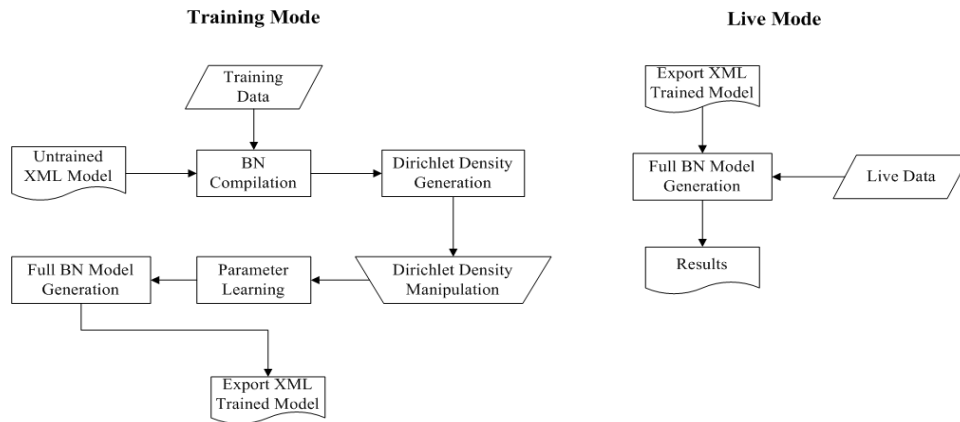 Training Mode
Training
Data
Untrained
XML Model
BN
Compilation
Dirichlet Density
Generation
Full BN Model
Generation
Parameter
Learning
Dirichlet Density
Manipulation
Export XML
Trained Model
Live Mode
Export XML
Trained Model
Full BN Model
Generation
Live Data
Results